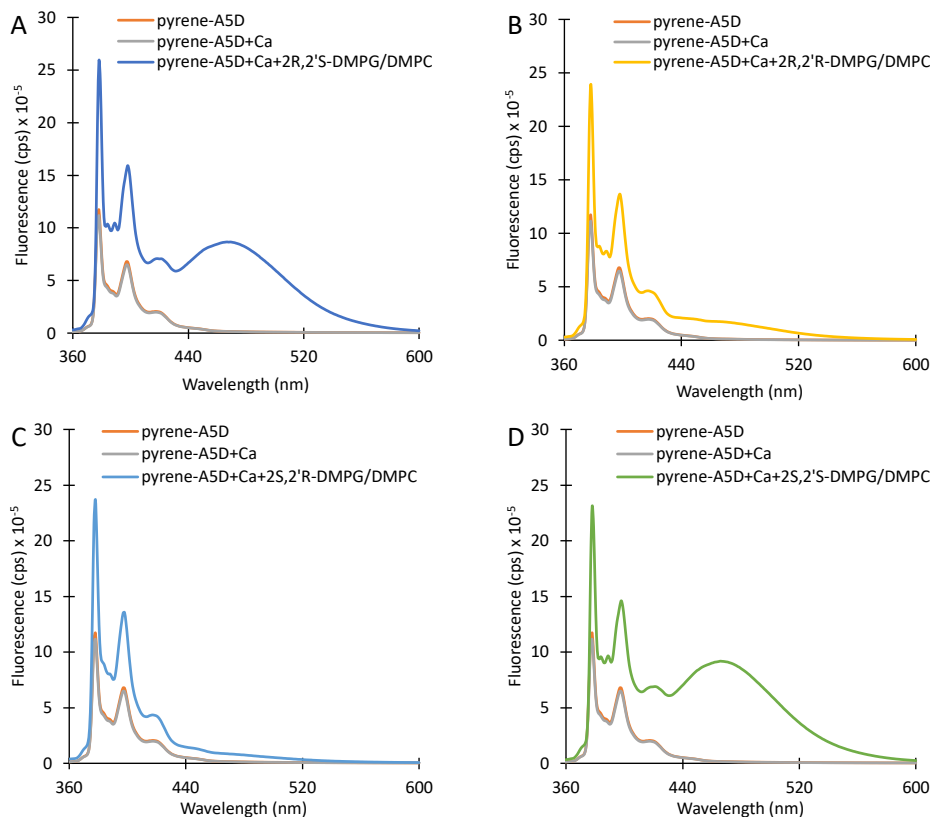 A
pyrene-A5D
pyrene-A5D+Ca
pyrene-A5D+Ca+2R,2'S-DMPG/DMPC
Fluorescence (cps) x 10⁻⁵
30
25
20
15
10
5
0
360
440
520
600
Wavelength (nm)
B
pyrene-A5D
pyrene-A5D+Ca
pyrene-A5D+Ca+2R,2'R-DMPG/DMPC
Fluorescence (cps) x 10⁻⁵
30
25
20
15
10
5
0
360
440
520
600
Wavelength (nm)
C
pyrene-A5D
pyrene-A5D+Ca
pyrene-A5D+Ca+2S,2'R-DMPG/DMPC
Fluorescence (cps) x 10⁻⁵
30
25
20
15
10
5
0
360
440
520
600
Wavelength (nm)
D
pyrene-A5D
pyrene-A5D+Ca
pyrene-A5D+Ca+2S,2'S-DMPG/DMPC
Fluorescence (cps) x 10⁻⁵
30
25
20
15
10
5
0
360
440
520
600
Wavelength (nm)